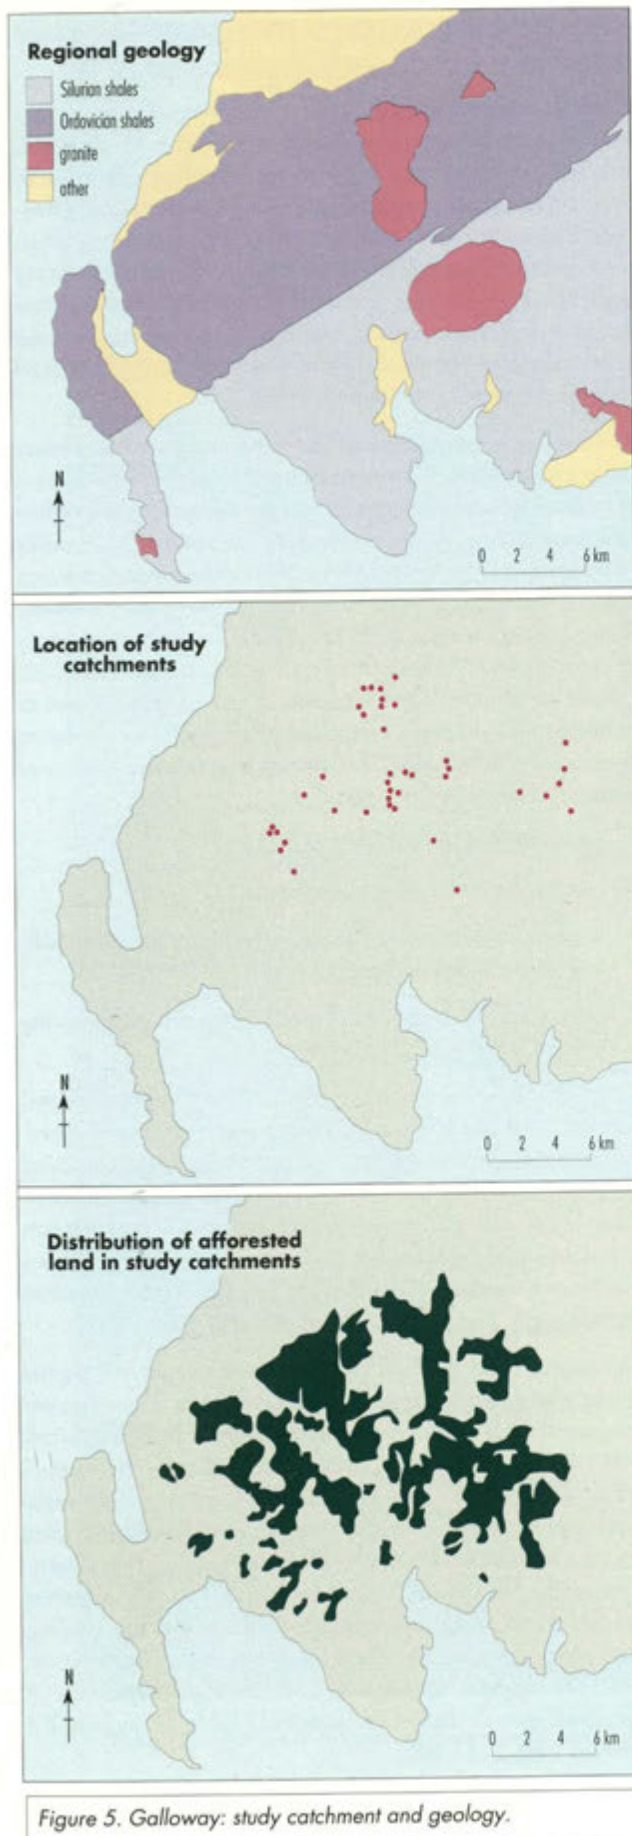 Regional geology
Silurian shales
Ordovician shales
granite
other
N
0 2 4 6 km
Location of study
catchments
N
0 2 4 6 km
Distribution of afforested
land in study catchments
N
0 2 4 6 km
Figure 5. Galloway: study catchment and geology.